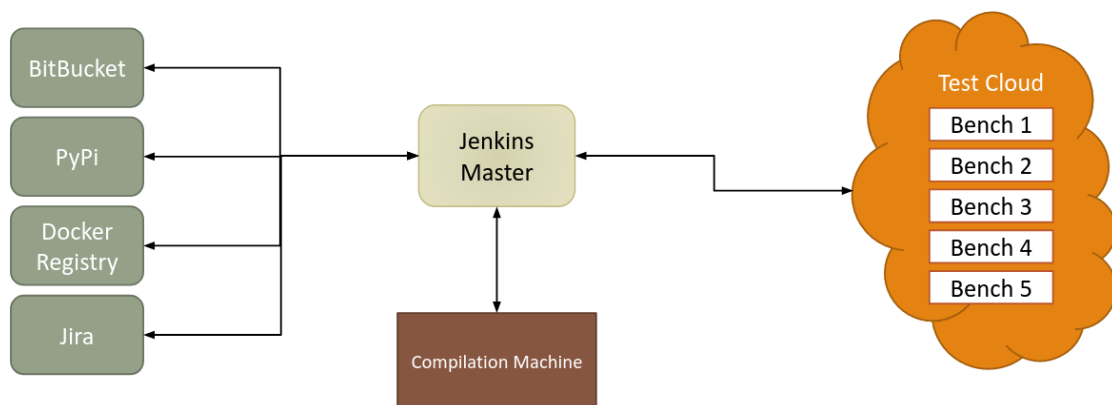 BitBucket
PyPi
Docker
Registry
Jira
Jenkins
Master
Compilation Machine
Test Cloud
Bench 1
Bench 2
Bench 3
Bench 4
Bench 5